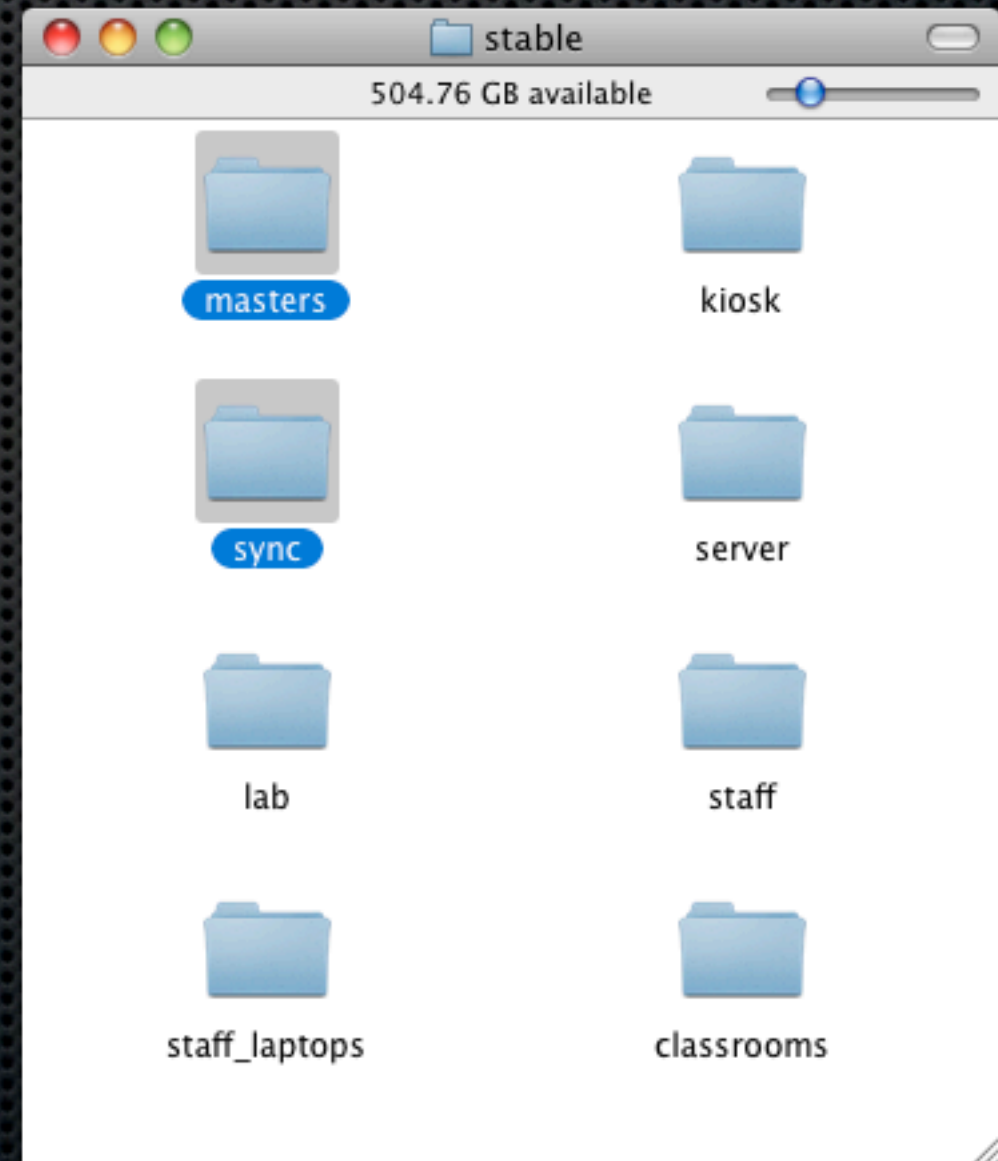 stable
504.76 GB available
masters
kiosk
sync
server
lab
staff
staff_laptops
classrooms